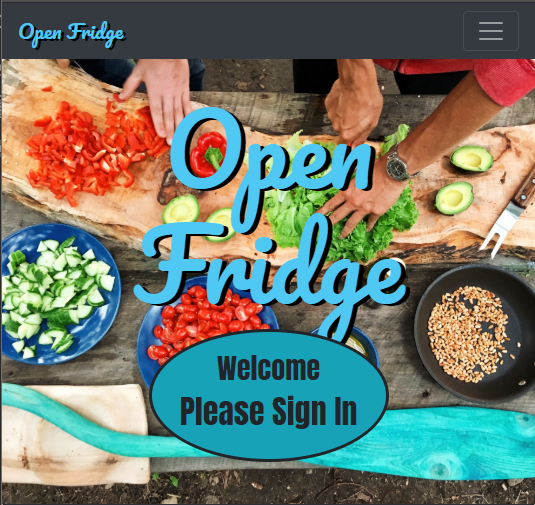 Open Fridge
Open
Fridge
Welcome
Please Sign In